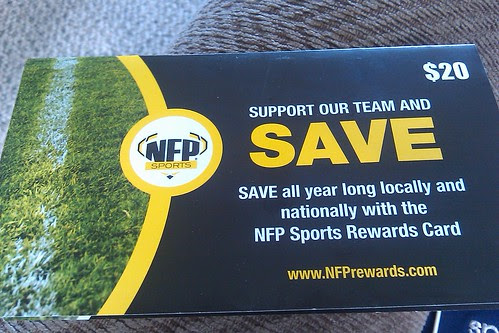 $20
SUPPORT OUR TEAM AND
SAVE
NFP
SPORTS
SAVE all year long locally and
nationally with the
NFP Sports Rewards Card
www.NFPrewards.com